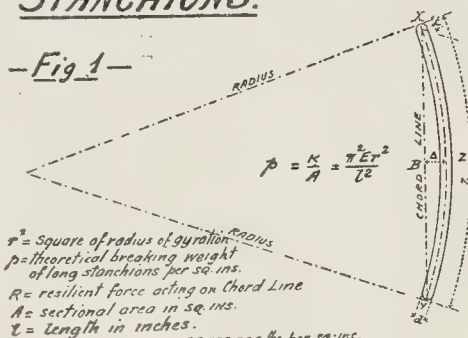 STANCHIONS.
-Fig 1-
RADIUS
X
CHORD LINE
B
Δ
Z
p = K/A = π²Er²/l²
RADIUS
r² = Square of radius of gyration
p = theoretical breaking weight
of long stanchions per sq. ins.
R = resilient force acting on Chord Line
A = sectional area in sq. ins.
l = length in inches.